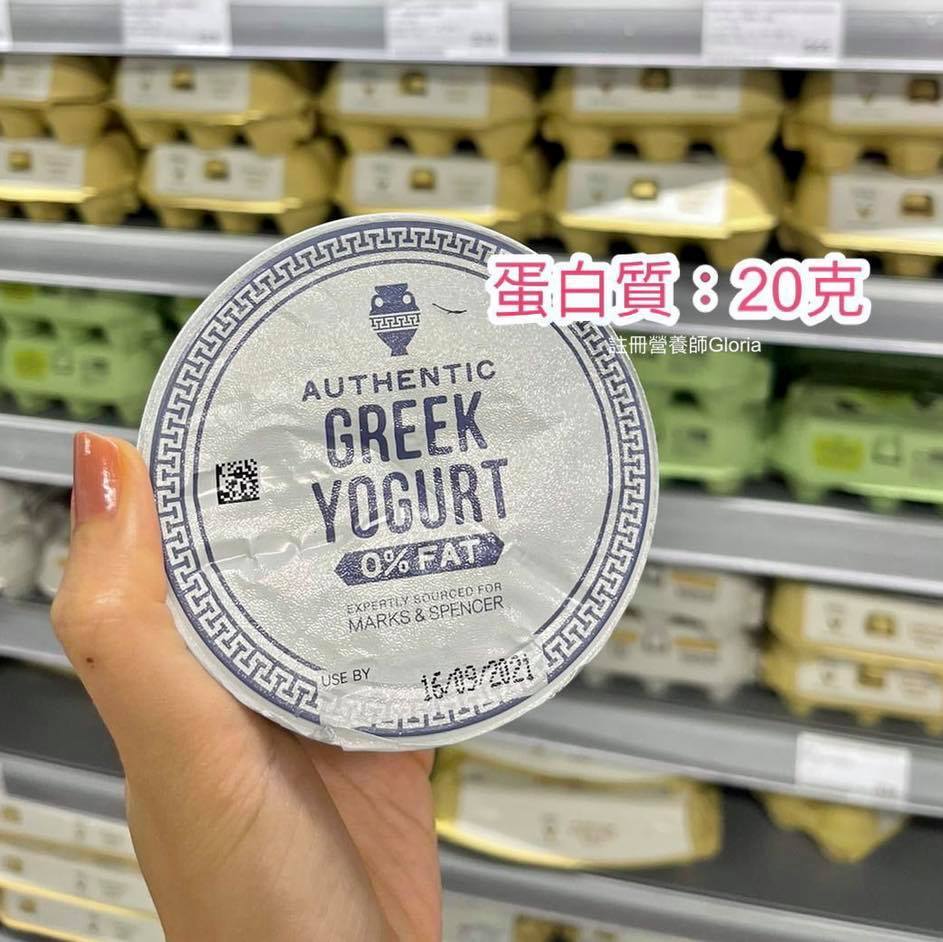 蛋白質：20克
註冊營養師Gloria
AUTHENTIC
GREEK
YOGURT
0% FAT
EXPERTLY SOURCED FOR
MARKS & SPENCER
USE BY 16/09/2021